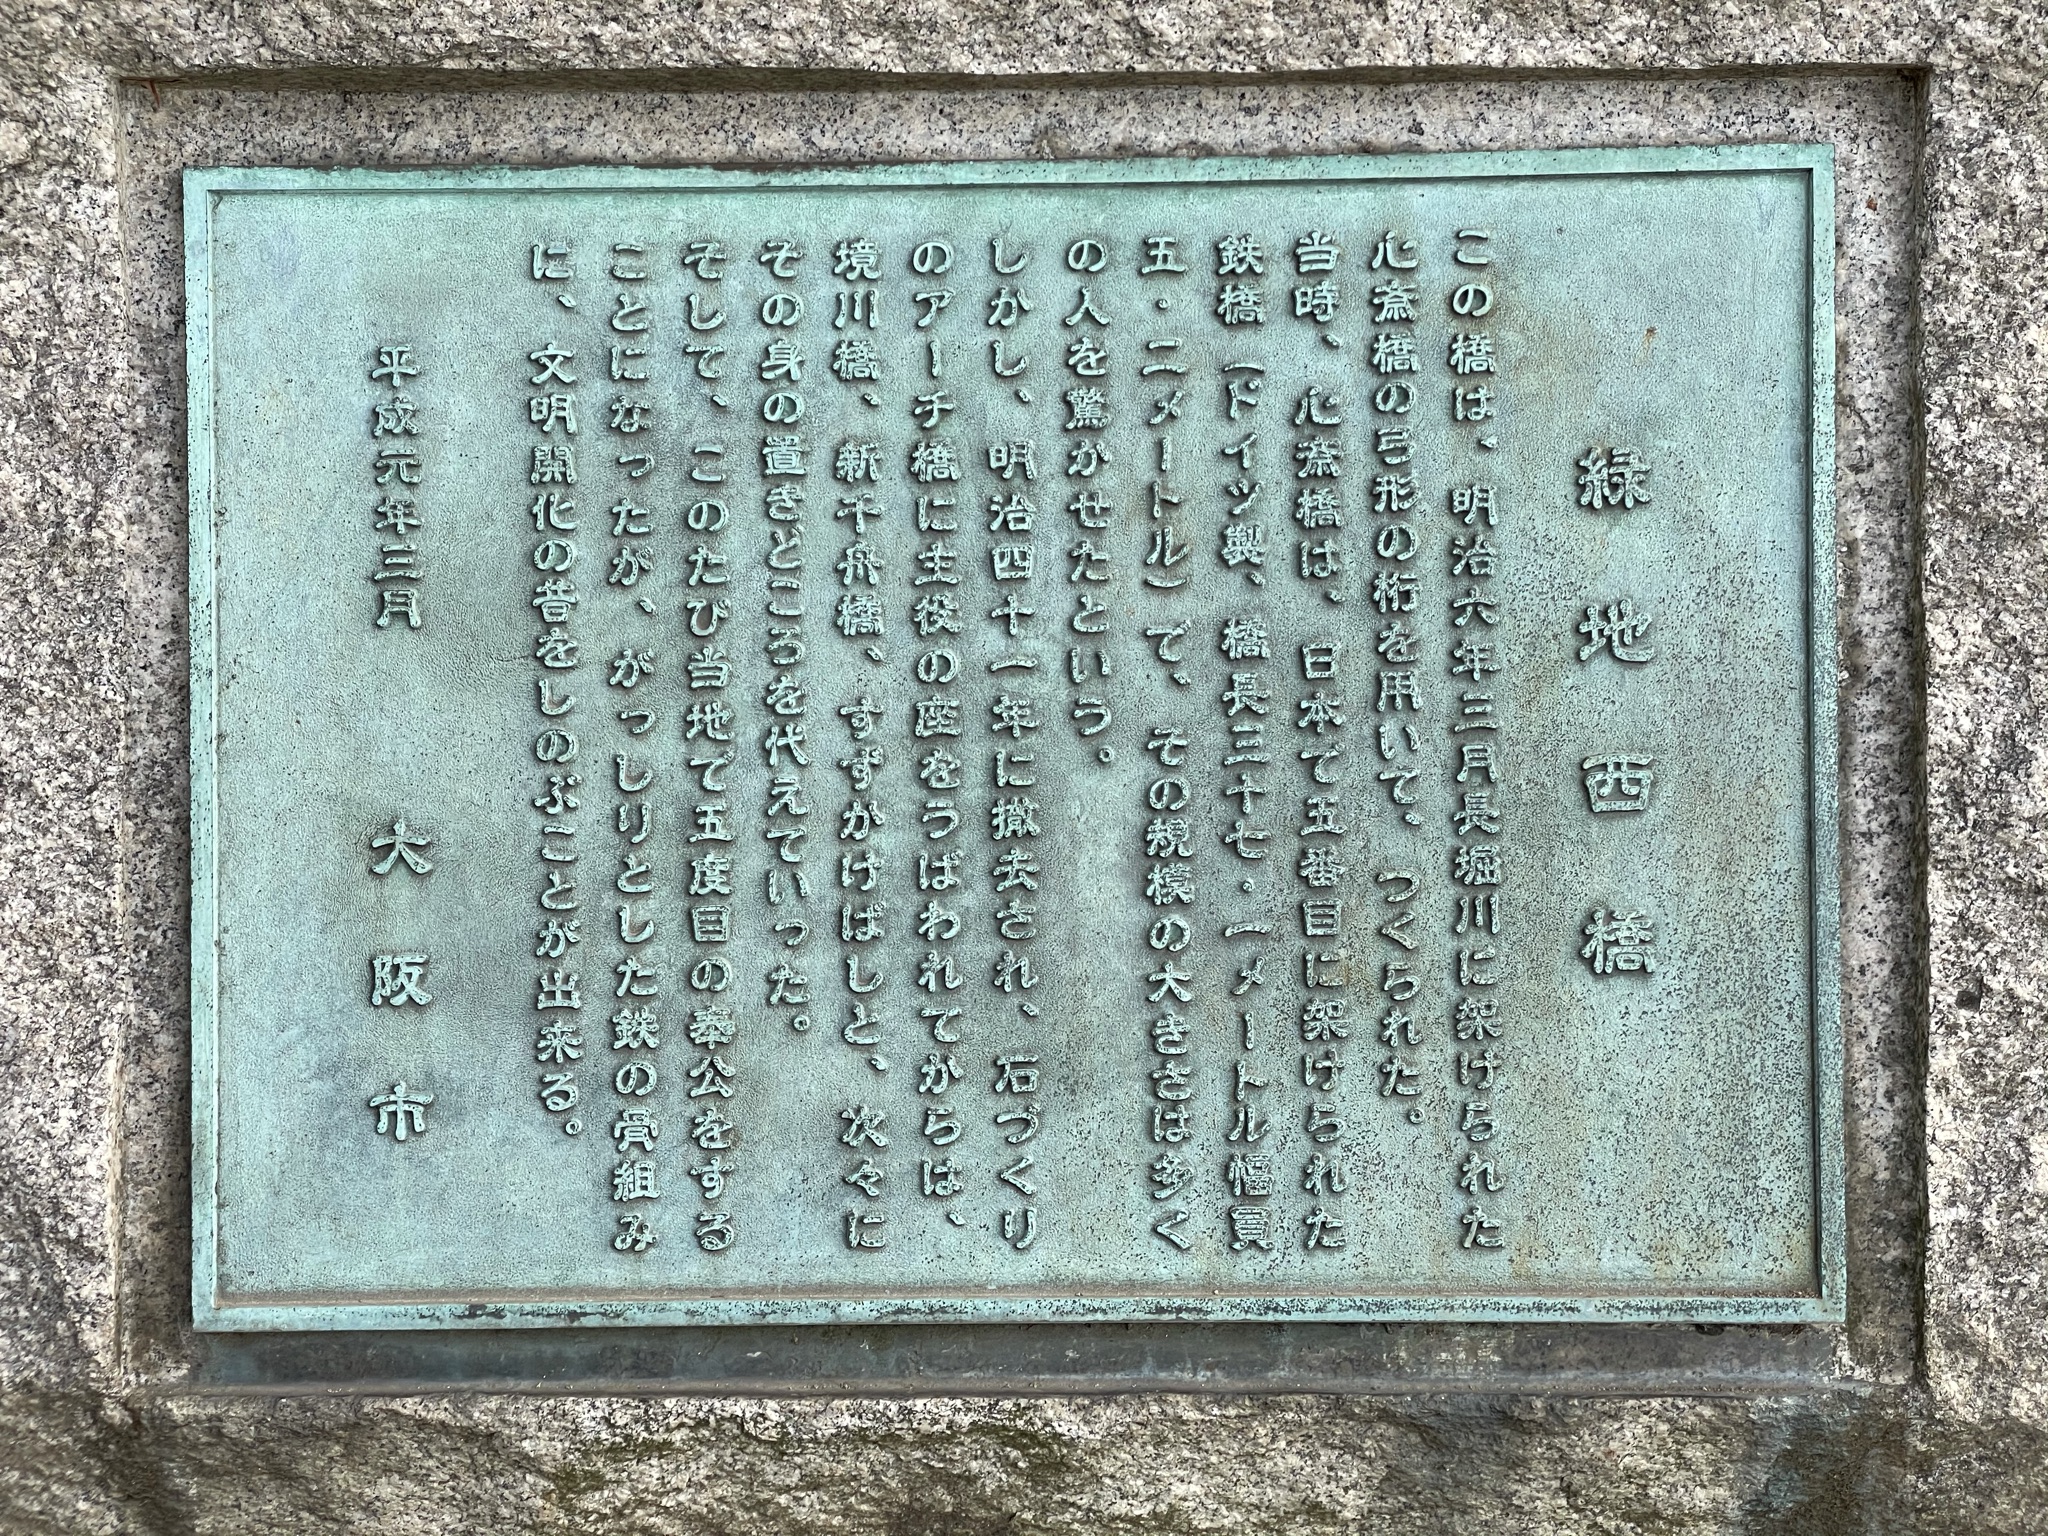 緑地西橋
この橋は、明治六年三月長堀川に架けられた
心斎橋の弓形の桁を用いて、つくられた。
当時、心斎橋は、日本で五番目に架けられた
鉄橋（ドイツ製、橋長三十七・一メートル幅員
五・二メートル）で、その規模の大きさは多く
の人を驚かせたという。
しかし、明治四十一年に撤去され、石づくり
のアーチ橋に主役の座をうばわれてからは、
境川橋、新千舟橋、すずかけばしと、次々に
その身の置きどころを代えていった。
そして、このたび当地で五度目の奉公をする
ことになったが、がっしりとした鉄の骨組み
に、文明開化の昔をしのぶことが出来る。
平成元年三月　大阪市